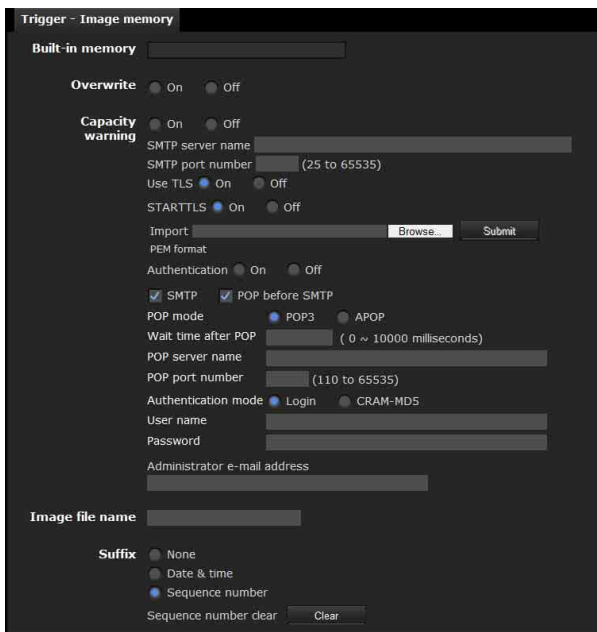 Trigger - Image memory
Built-in memory
Overwrite On Off
Capacity warning On Off
SMTP server name
SMTP port number (25 to 65535)
Use TLS On Off
STARTTLS On Off
Import Browse... Submit
PEM format
Authentication On Off
SMTP POP before SMTP
POP mode POP3 APOP
Wait time after POP ( 0 ~ 10000 milliseconds)
POP server name
POP port number (110 to 65535)
Authentication mode Login CRAM-MD5
User name
Password
Administrator e-mail address
Image file name
Suffix None
Date & time
Sequence number
Sequence number clear Clear